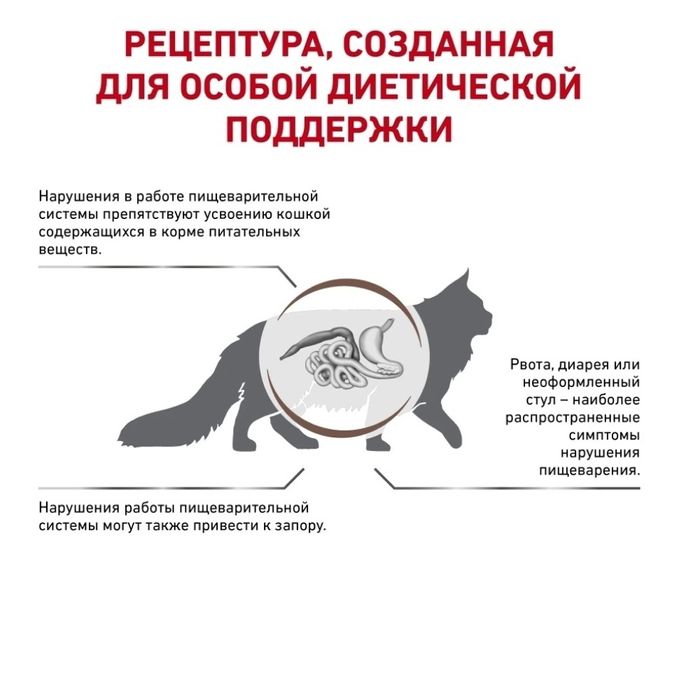 РЕЦЕПТУРА, СОЗДАННАЯ
ДЛЯ ОСОБОЙ ДИЕТИЧЕСКОЙ
ПОДДЕРЖКИ
Нарушения в работе пищеварительной
системы препятствуют усвоению кошкой
содержащихся в корме питательных
веществ.
Рвота, диарея или
неоформленный
стул – наиболее
распространенные
симптомы
нарушения
пищеварения.
Нарушения работы пищеварительной
системы могут также привести к запору.